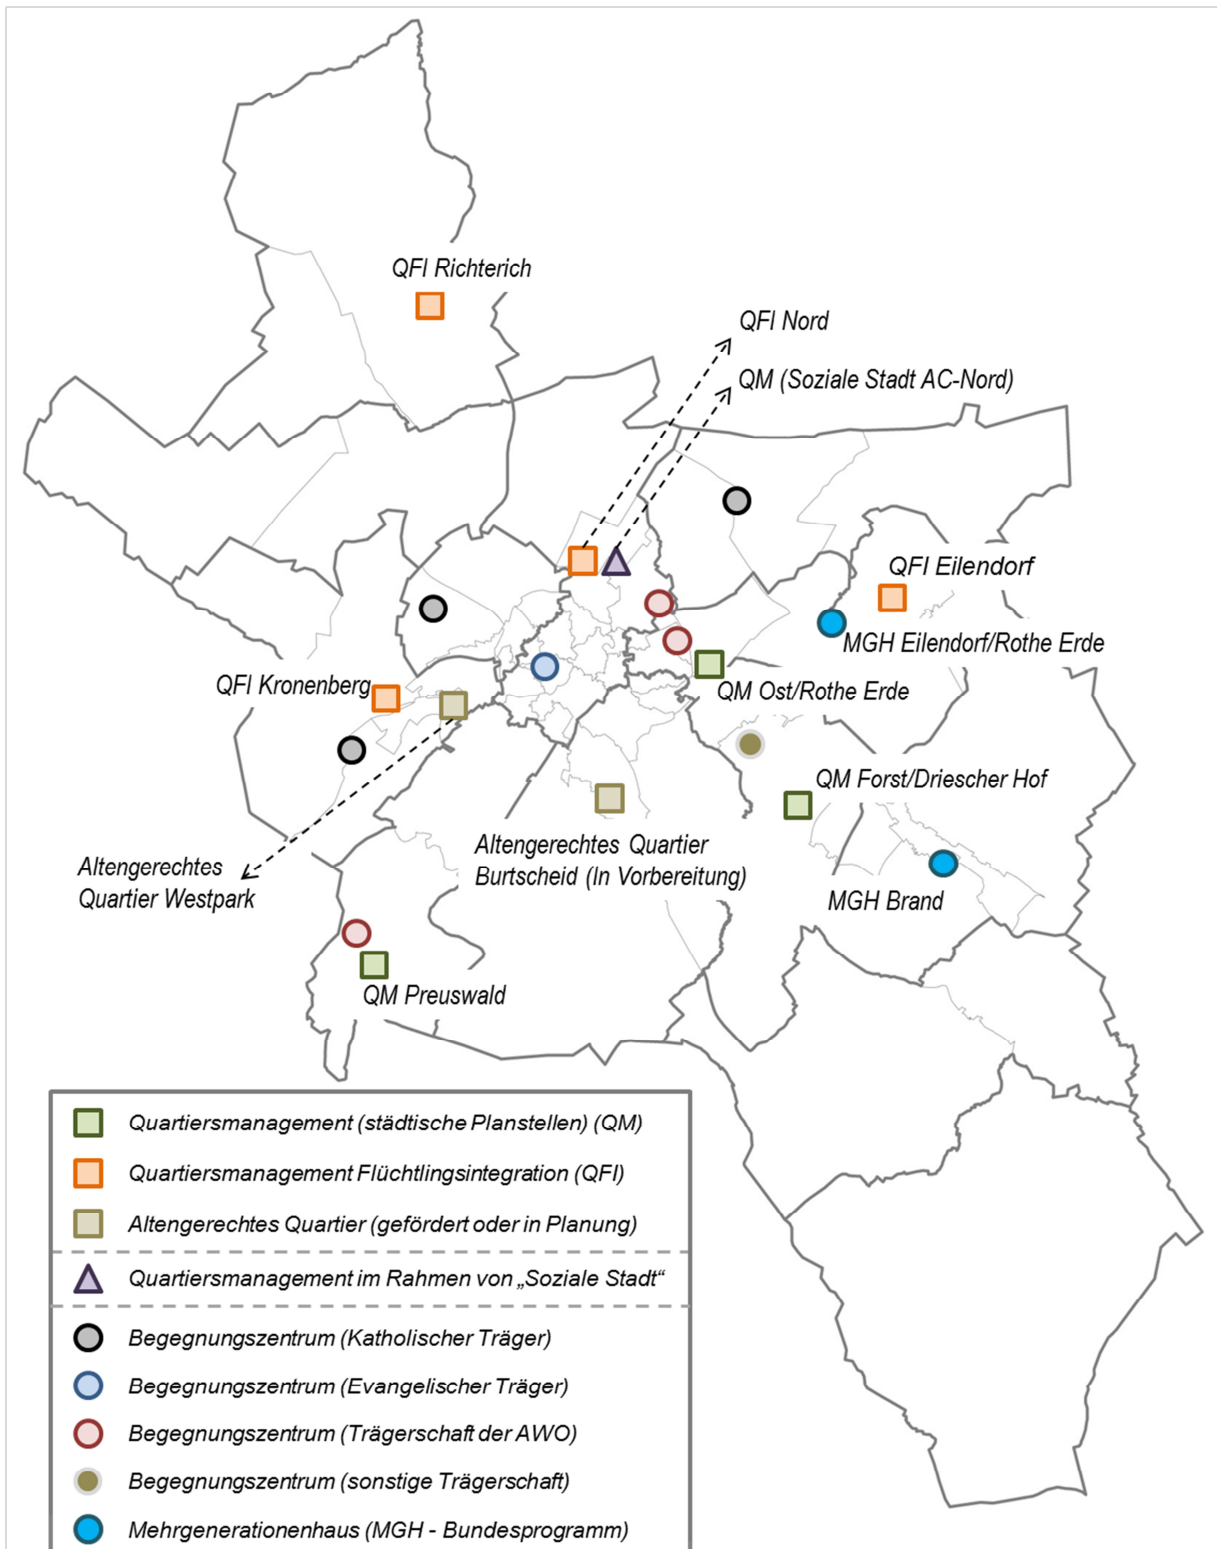 QFI Richterich
QFI Nord
QM (Soziale Stadt AC-Nord)
QFI Eilendorf
MGH Eilendorf/Rothe Erde
QFI Kronenberg
QM Ost/Rothe Erde
QM Forst/Driescher Hof
Altengerechtes Quartier
Burtscheid (In Vorbereitung)
Altengerechtes
Quartier Westpark
MGH Brand
QM Preuswald
Quartiersmanagement (städtische Planstellen) (QM)
Quartiersmanagement Flüchtlingsintegration (QFI)
Altengerechtes Quartier (gefördert oder in Planung)
Quartiersmanagement im Rahmen von „Soziale Stadt“
Begegnungszentrum (Katholischer Träger)
Begegnungszentrum (Evangelischer Träger)
Begegnungszentrum (Trägerschaft der AWO)
Begegnungszentrum (sonstige Trägerschaft)
Mehrgenerationenhaus (MGH - Bundesprogramm)